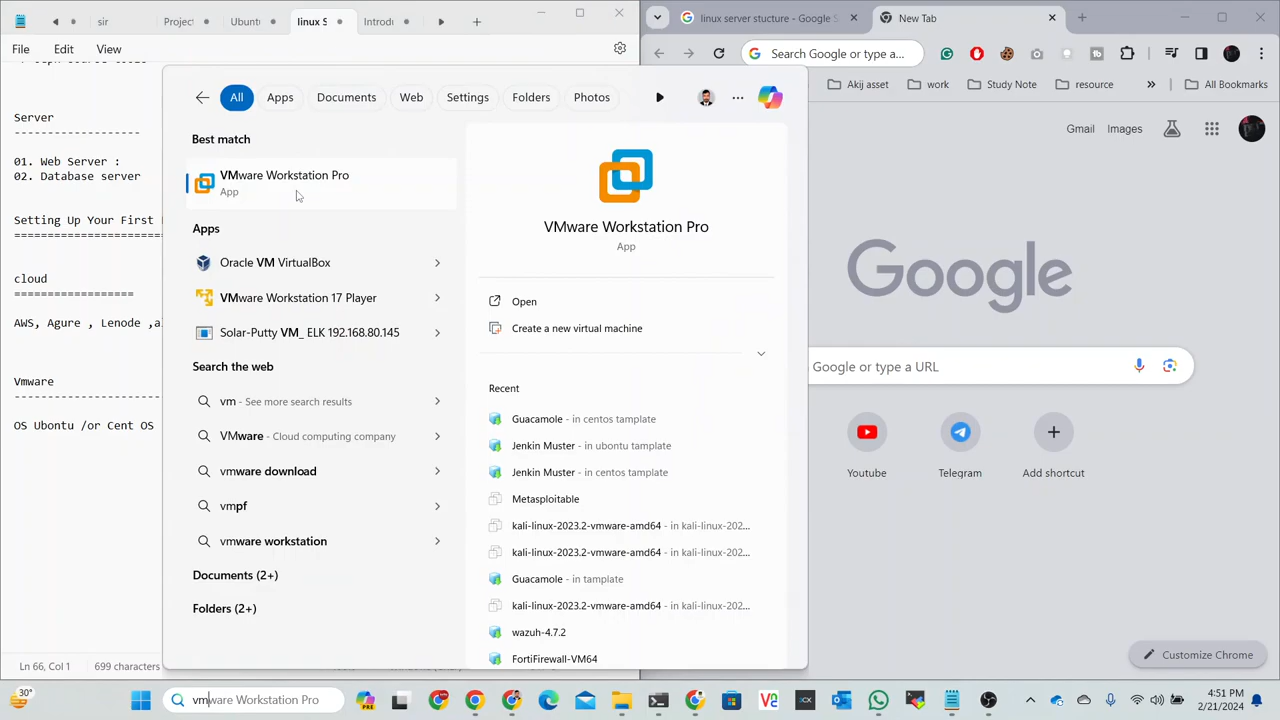 sir
Project
Ubuntu
linux S
Introdu
File
Edit
View
Server
-----------------
01. Web Server :
02. Database server
Setting Up Your First
cloud
=================
AWS, Agure , Lenode ,a
Vmware
OS Ubuntu /or Cent OS
Ln 66, Col 1
699 characters
All
Apps
Documents
Web
Settings
Folders
Photos
Best match
VMware Workstation Pro
App
Apps
Oracle VM VirtualBox
VMware Workstation 17 Player
Solar-Putty VM_ ELK 192.168.80.145
Search the web
vm - See more search results
VMware - Cloud computing company
vmware download
vmpf
vmware workstation
Documents (2+)
Folders (2+)
VMware Workstation Pro
App
Open
Create a new virtual machine
Recent
Guacamole - in centos tamplate
Jenkin Muster - in ubuntu tamplate
Jenkin Muster - in centos tamplate
Metasploitable
kali-linux-2023.2-vmware-amd64 - in kali-linux-202...
kali-linux-2023.2-vmware-amd64 - in kali-linux-202...
Guacamole - in tamplate
kali-linux-2023.2-vmware-amd64 - in kali-linux-202...
wazuh-4.7.2
FortiFirewall-VM64
linux server stucture - Google S
New Tab
Search Google or type a...
Akij asset
work
Study Note
resource
All Bookmarks
Gmail
Images
Google
Google or type a URL
Youtube
Telegram
Add shortcut
Customize Chrome
30°
vmware Workstation Pro
4:51 PM
2/21/2024